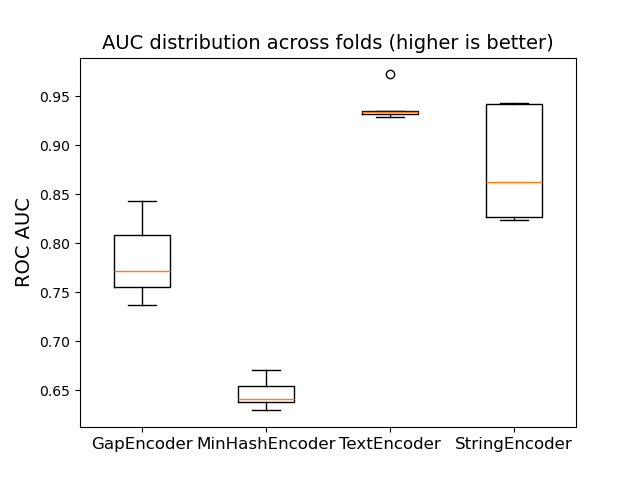 AUC distribution across folds (higher is better)
ROC AUC
0.95
0.90
0.85
0.80
0.75
0.70
0.65
GapEncoder MinHashEncoder TextEncoder StringEncoder